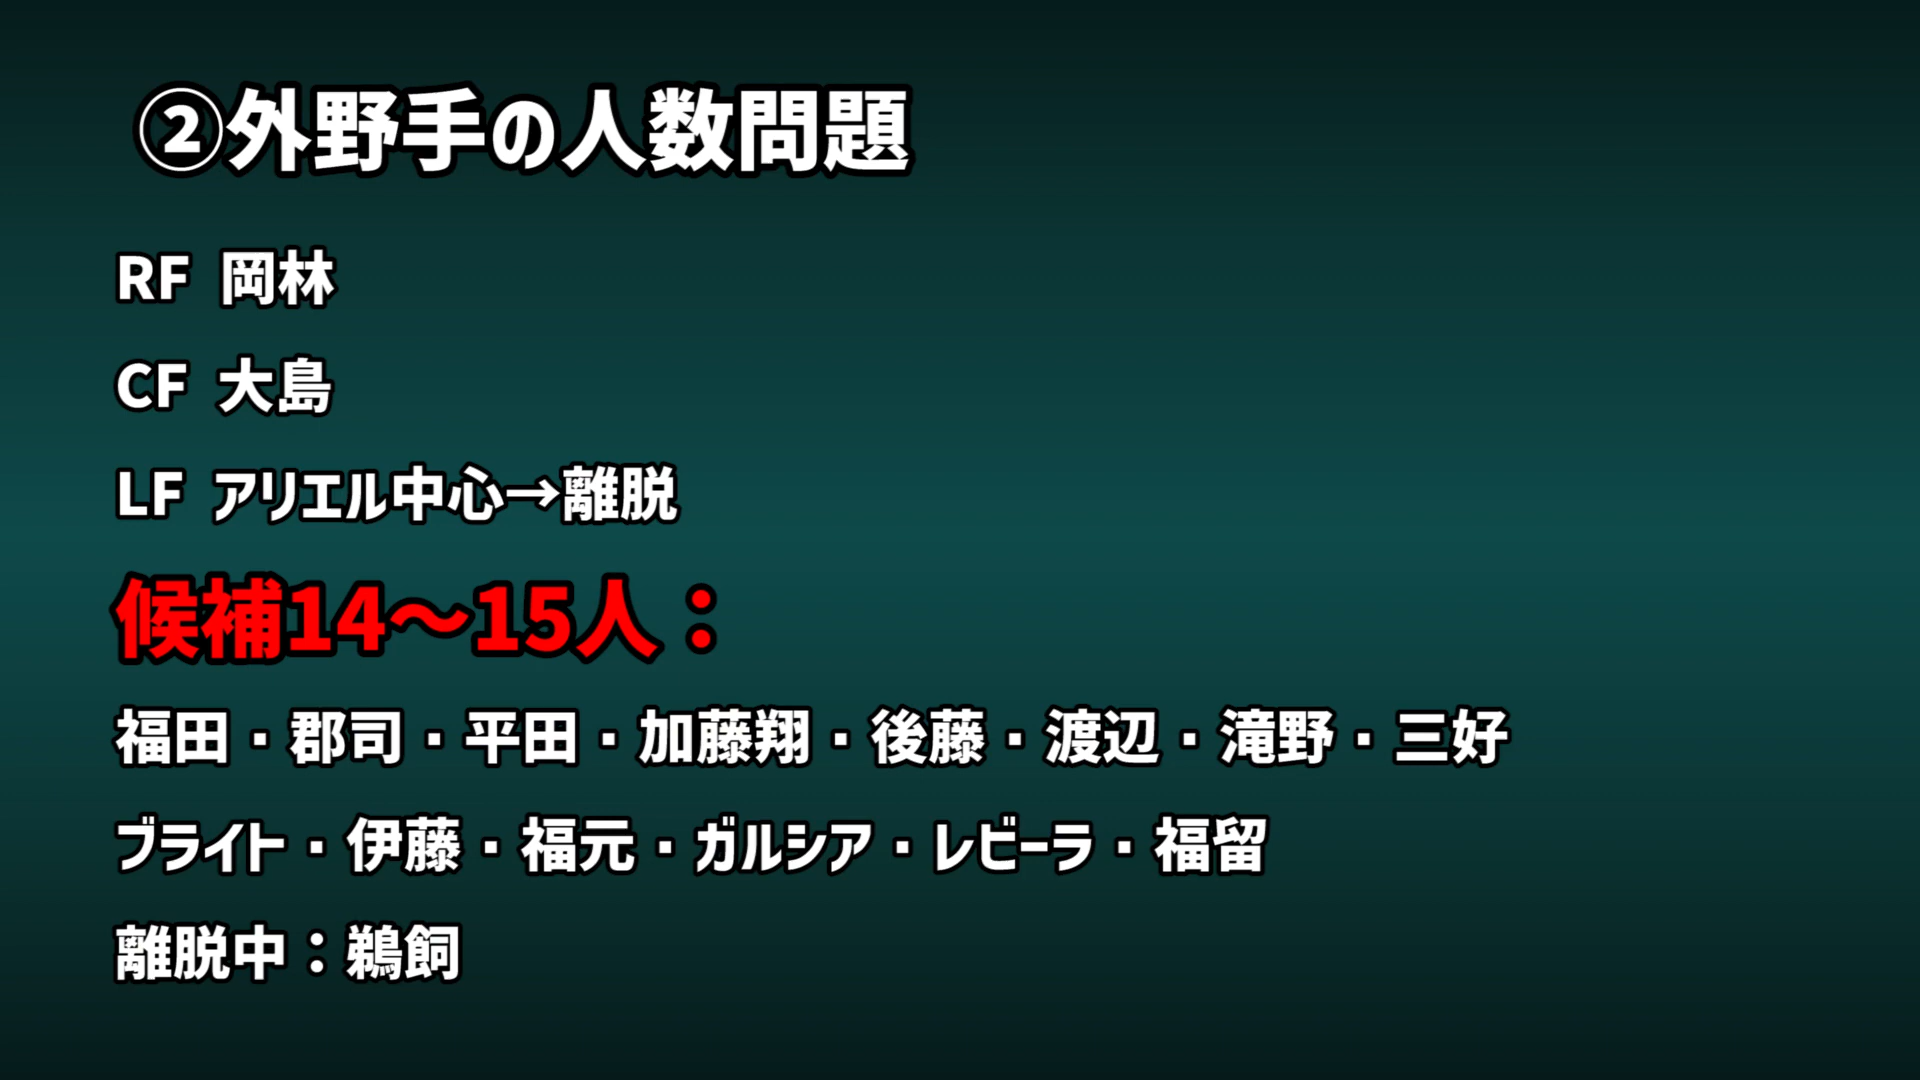 ②外野手の人数問題
RF 岡林
CF 大島
LF アリエル中心→離脱
候補14～15人：
福田・郡司・平田・加藤翔・後藤・渡辺・滝野・三好
ブライト・伊藤・福元・ガルシア・レビーラ・福留
離脱中：鵜飼